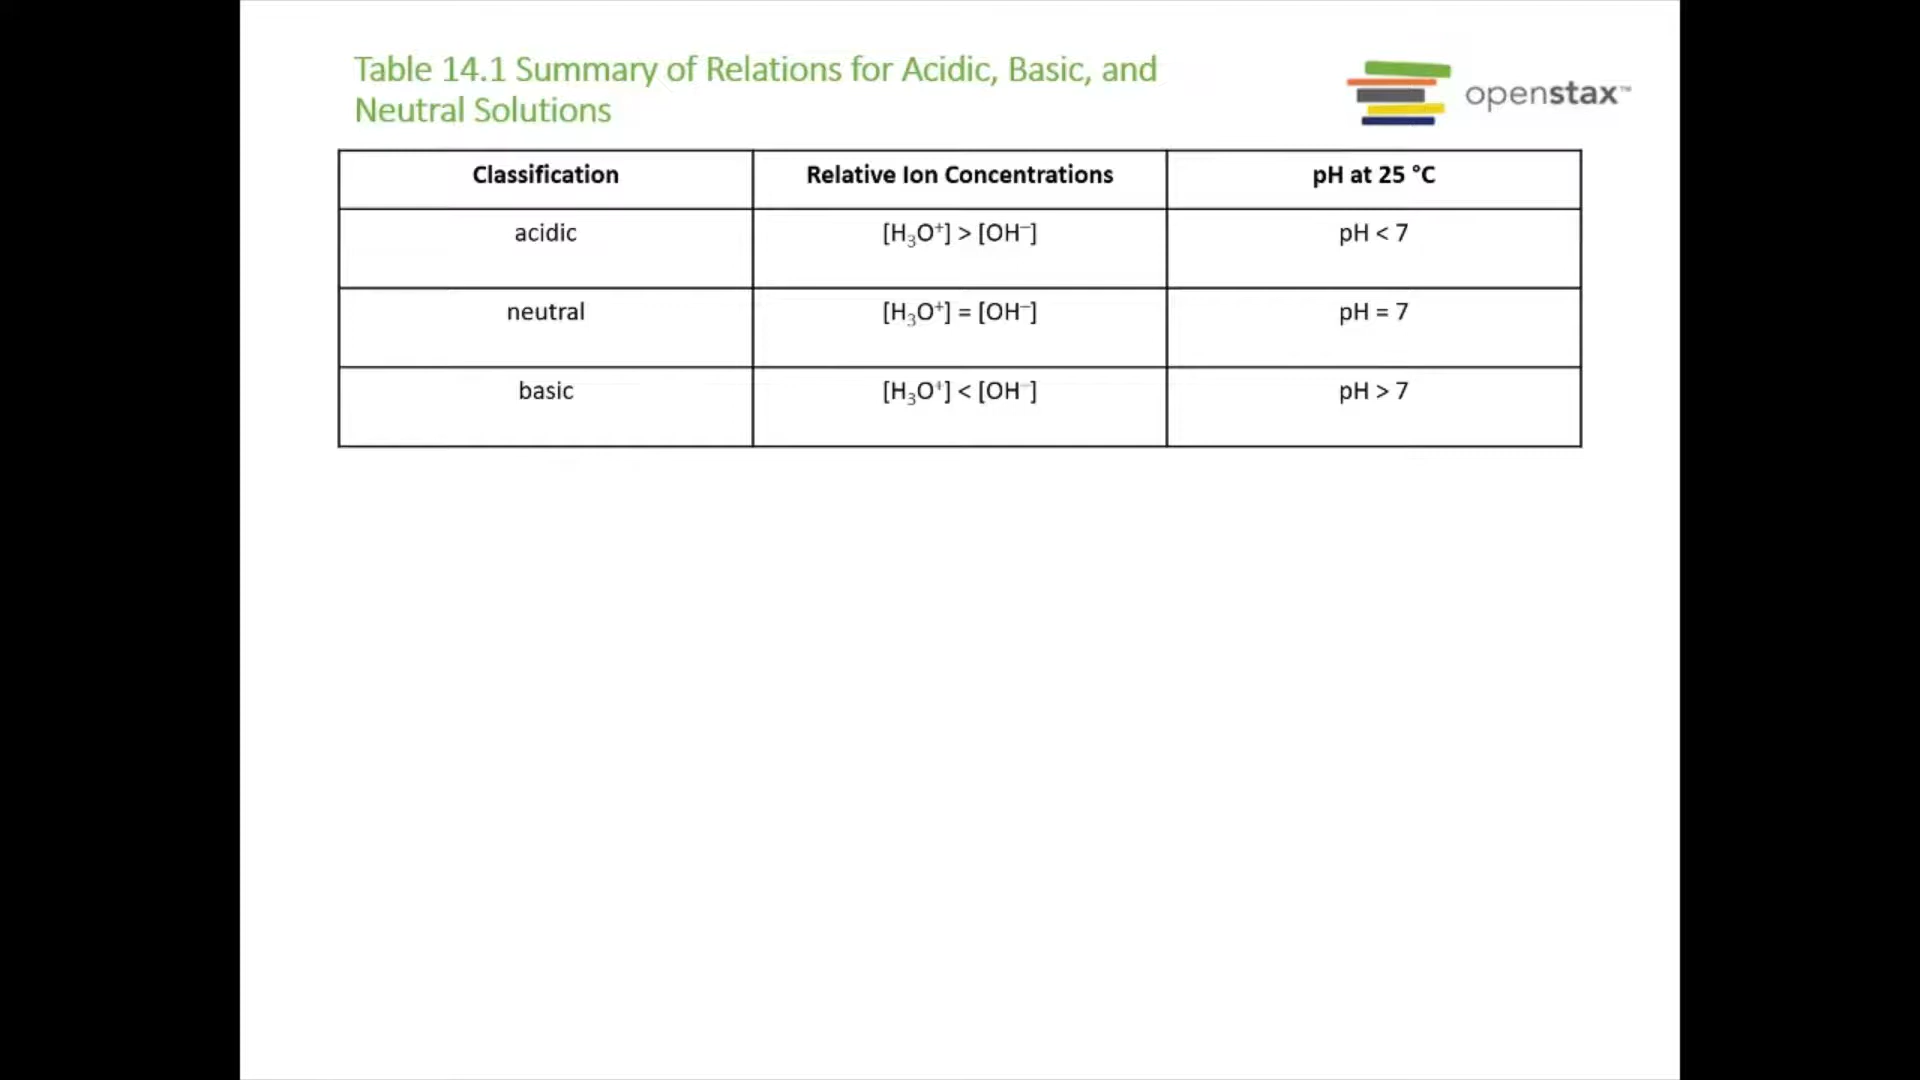 Table 14.1 Summary of Relations for Acidic, Basic, and
Neutral Solutions
openstax™
Classification Relative Ion Concentrations pH at 25 °C
acidic [H₃O⁺] > [OH⁻] pH < 7
neutral [H₃O⁺] = [OH⁻] pH = 7
basic [H₃O⁺] < [OH⁻] pH > 7